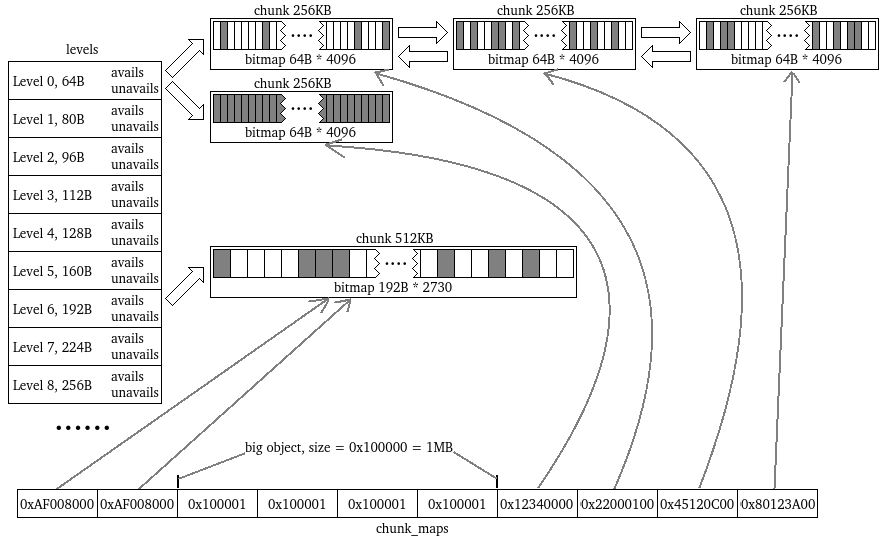 chunk 256KB
chunk 256KB
chunk 256KB
....
....
....
bitmap 64B * 4096
bitmap 64B * 4096
bitmap 64B * 4096
levels
Level 0, 64B avails unavails
Level 1, 80B avails unavails
Level 2, 96B avails unavails
Level 3, 112B avails unavails
Level 4, 128B avails unavails
Level 5, 160B avails unavails
Level 6, 192B avails unavails
Level 7, 224B avails unavails
Level 8, 256B avails unavails
......
chunk 256KB
....
bitmap 64B * 4096
chunk 512KB
....
bitmap 192B * 2730
big object, size = 0x100000 = 1MB
0xAF008000 0xAF008000 0x100001 0x100001 0x100001 0x100001 0x12340000 0x22000100 0x45120C00 0x80123A00
chunk_maps